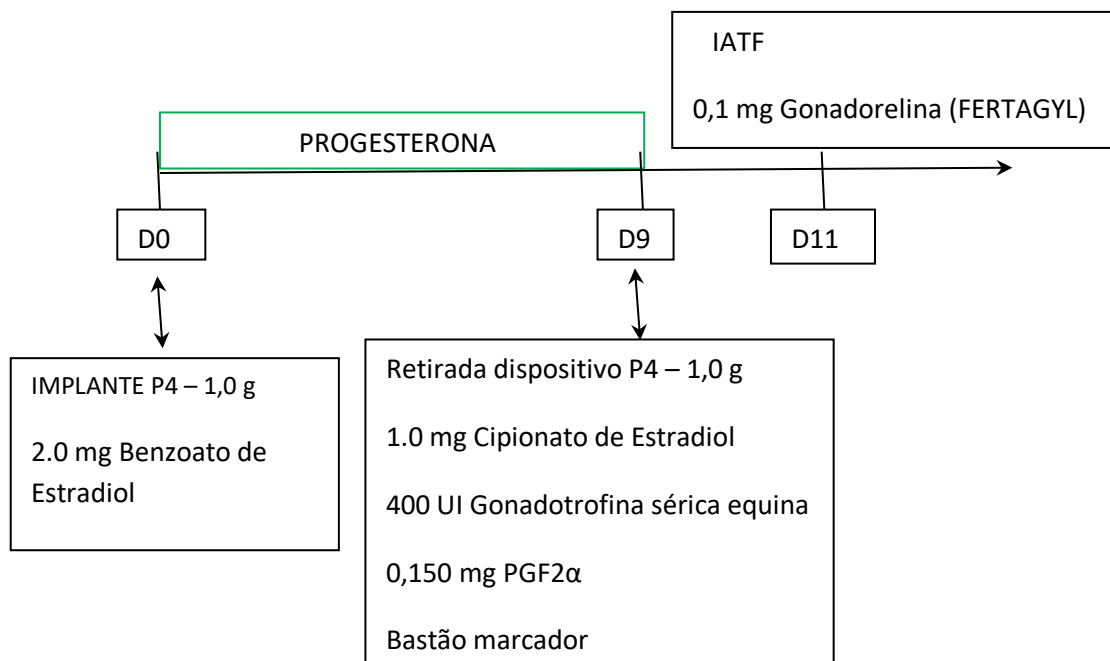 IATF
0,1 mg Gonadorelina (FERTAGYL)
PROGESTERONA
D0
D9
D11
IMPLANTE P4 – 1,0 g
2.0 mg Benzoato de
Estradiol
Retirada dispositivo P4 – 1,0 g
1.0 mg Cipionato de Estradiol
400 UI Gonadotrofina sérica equina
0,150 mg PGF2α
Bastão marcador